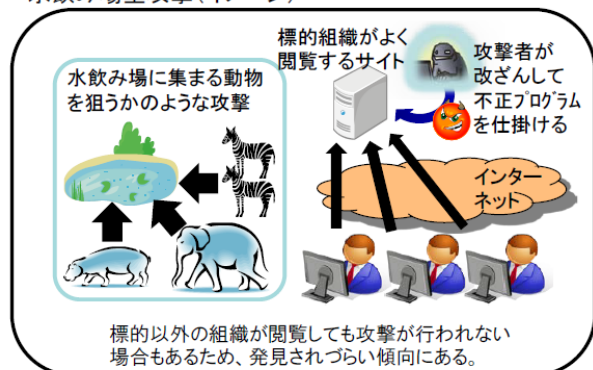 水飲み場に集まる動物
を狙うかのような攻撃
標的組織がよく
閲覧するサイト
攻撃者が
改ざんして
不正プログラム
を仕掛ける
インター
ネット
標的以外の組織が閲覧しても攻撃が行われない
場合もあるため、発見されづらい傾向にある。